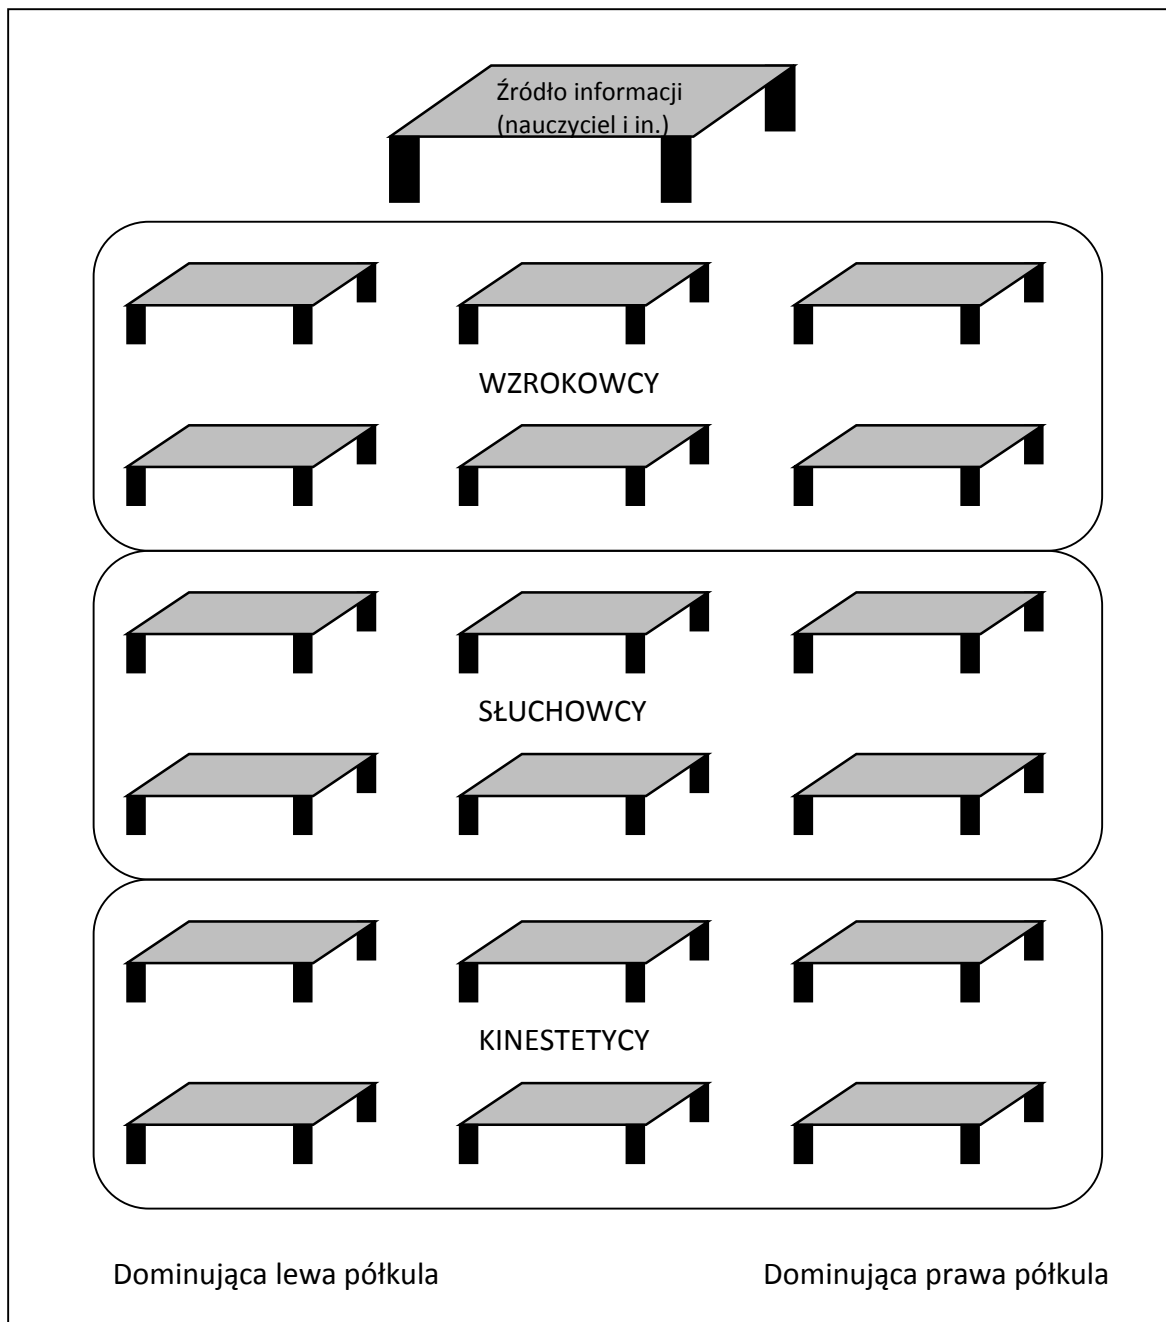 Źródło informacji
(nauczyciel i in.)
WZROKOWCY
SŁUCHOWCY
KINESTETYCY
Dominująca lewa półkula
Dominująca prawa półkula